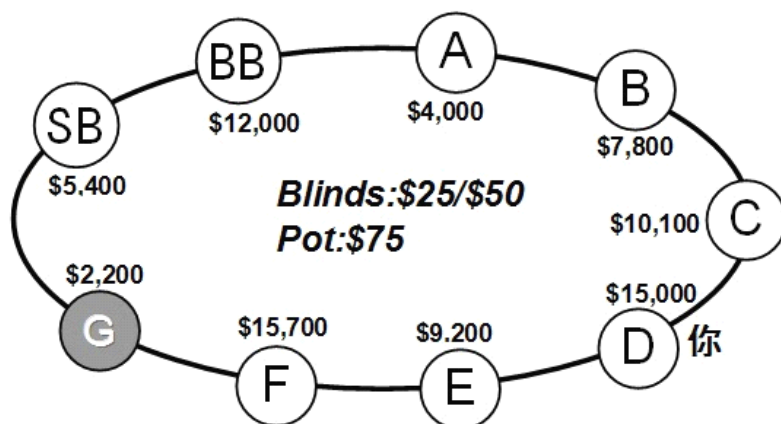 BB
A
B
SB
$12,000
$4,000
$7,800
$5,400
Blinds:$25/$50
Pot:$75
C
$10,100
$2,200
$15,700
$9.200
$15,000
G
F
E
D
你